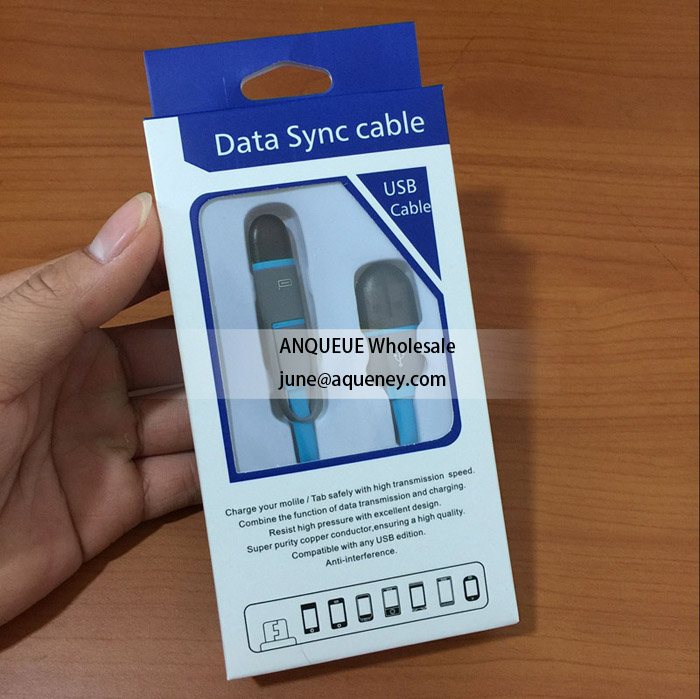 Data Sync cable
USB
Cable
ANQUEUE Wholesale
june@aqueney.com
Charge your molile / Tab safely with high transmission speed.
Combine the function of data transmission and charging.
Resist high pressure with excellent design.
Super purity copper conductor,ensuring a high quality.
Compatible with any USB edition.
Anti-interference.